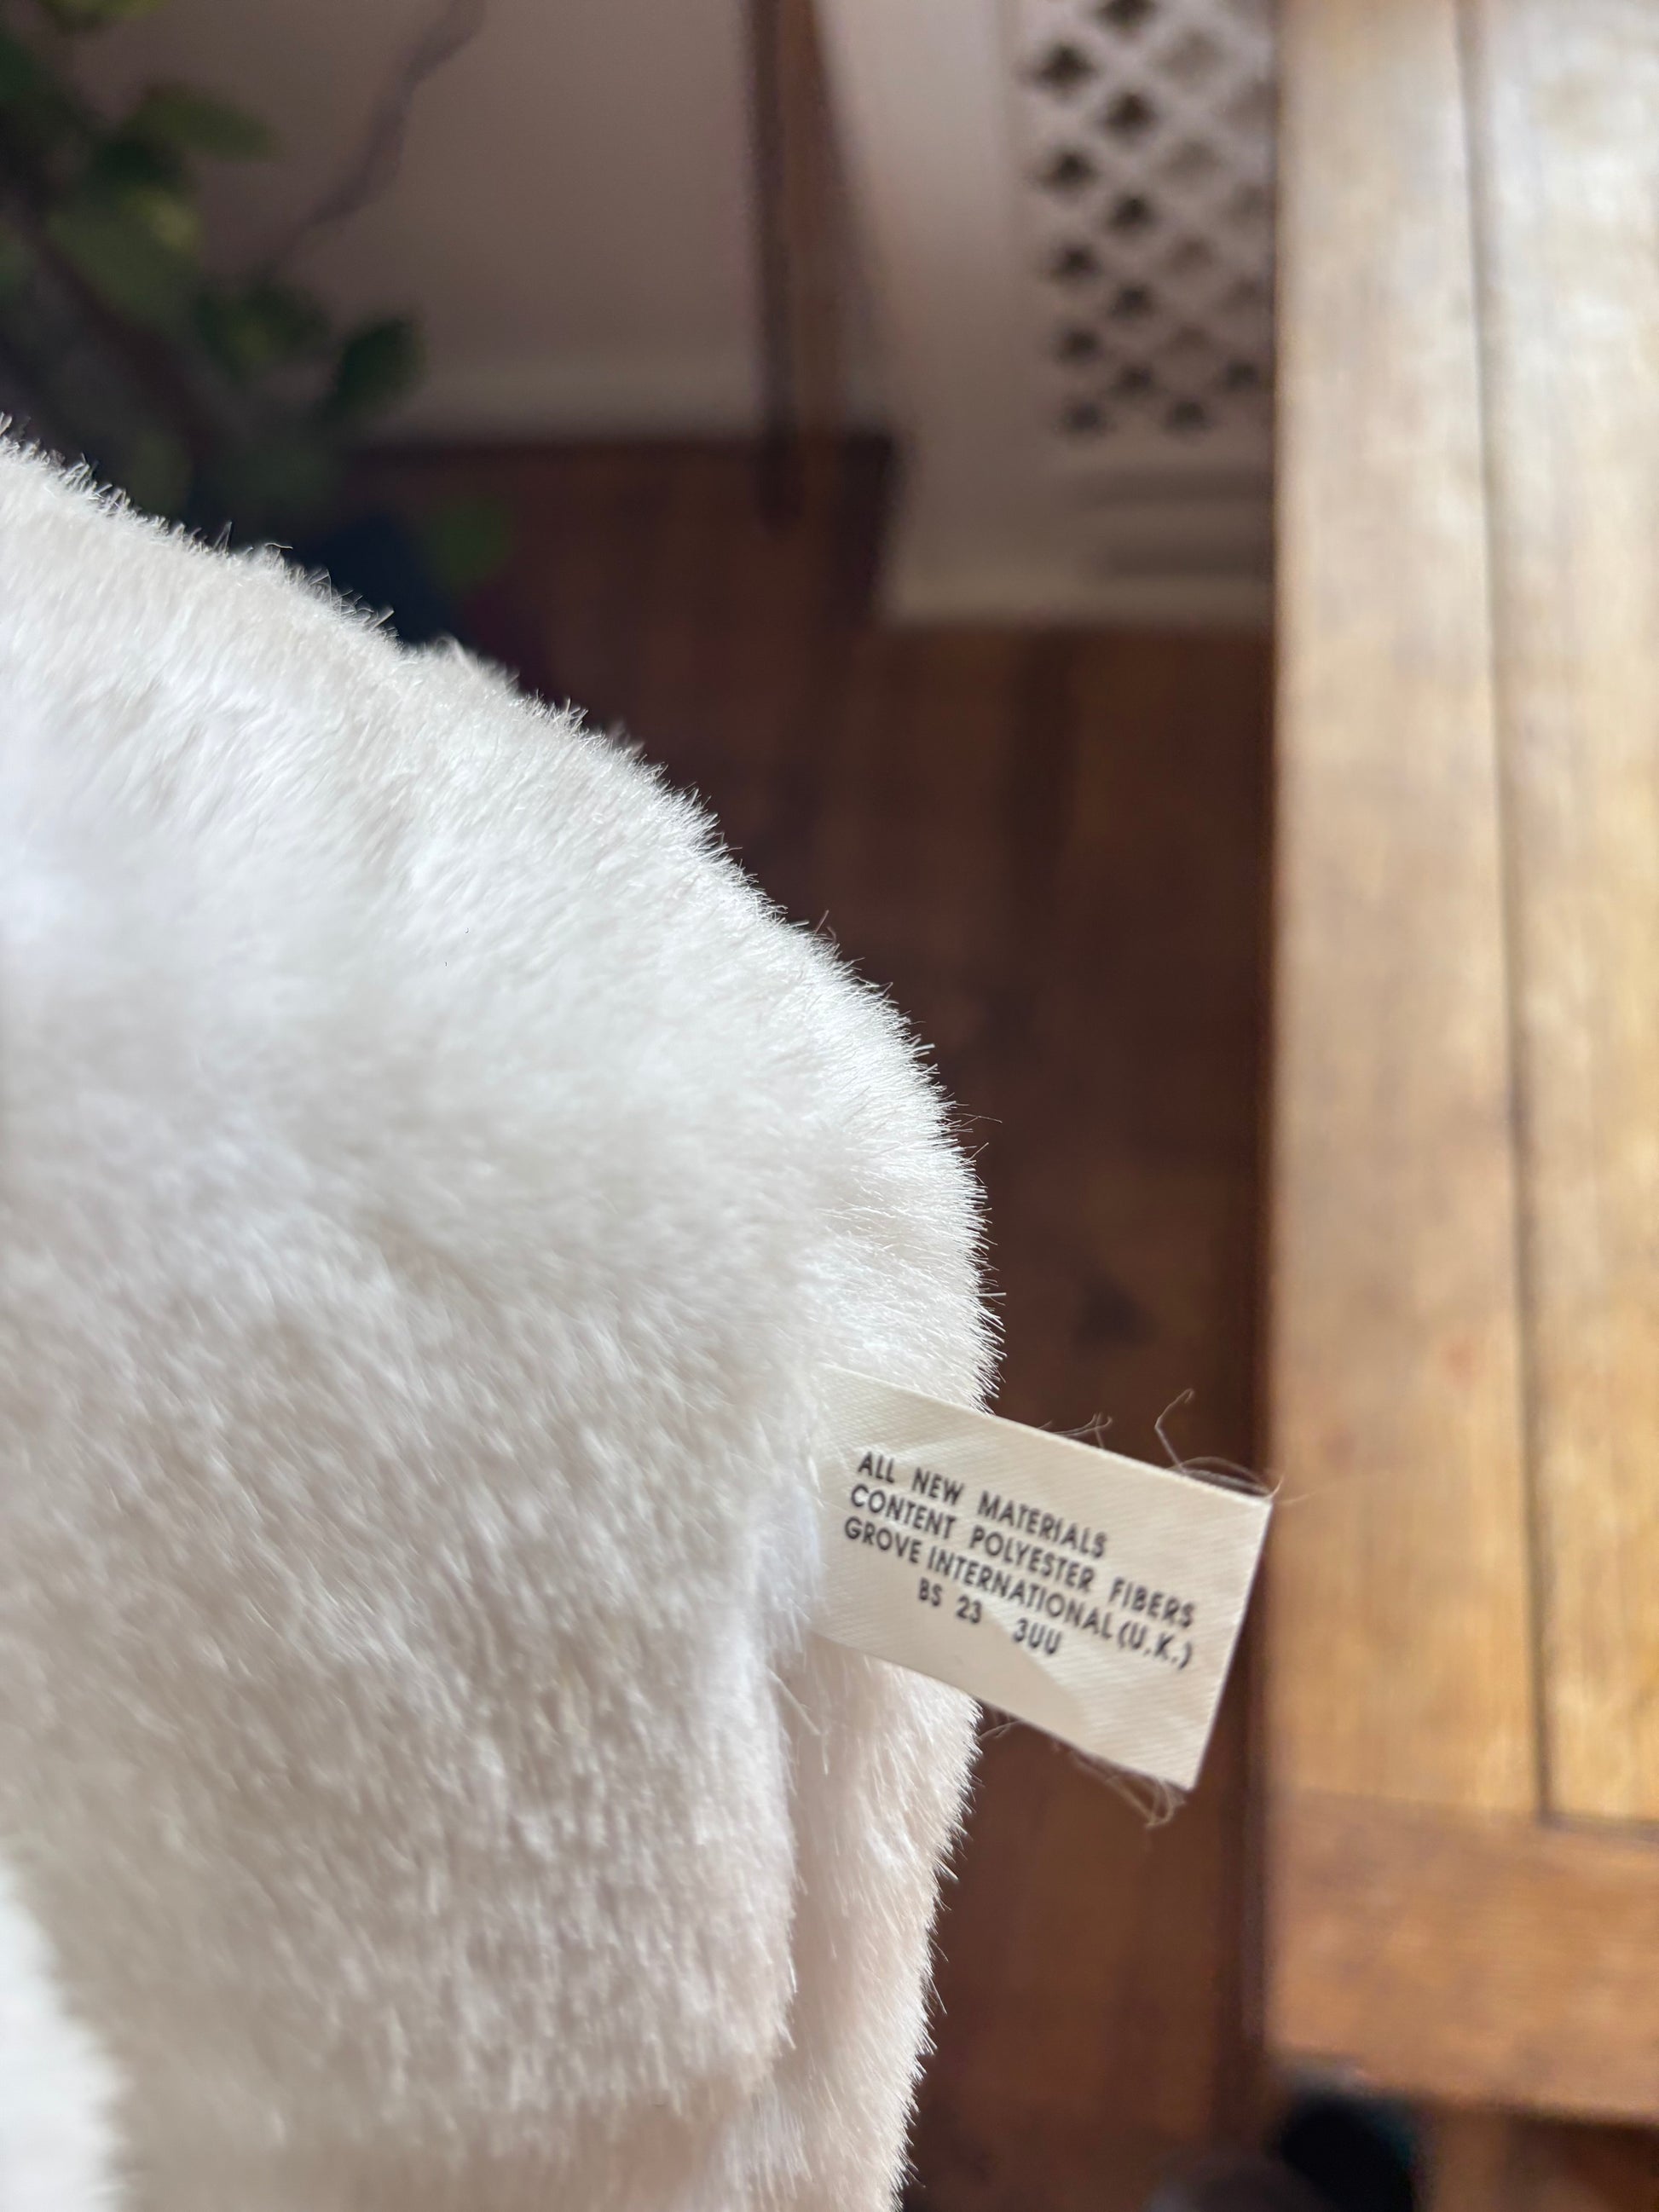 ALL NEW MATERIALS
CONTENT POLYESTER FIBERS
GROVE INTERNATIONAL (U.K.)
BS 23 3UU